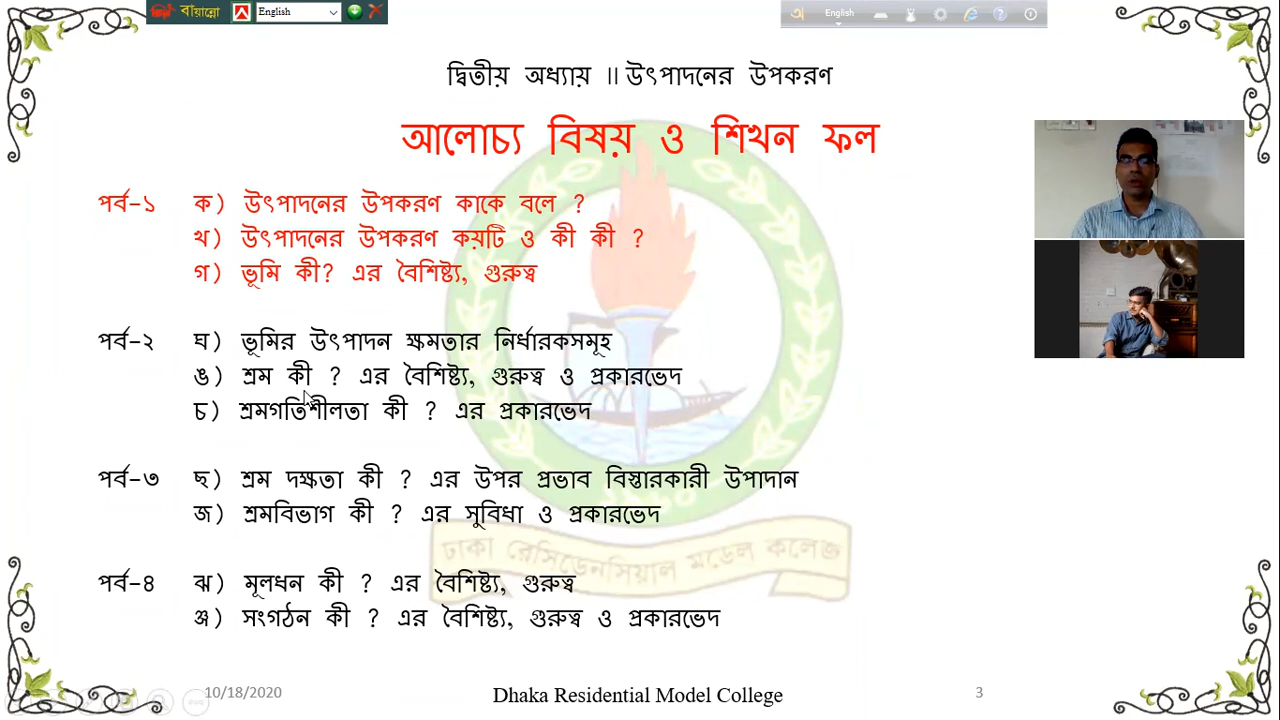 বায়ান্নো English
অ English
দ্বিতীয় অধ্যায় ॥ উৎপাদনের উপকরণ
আলোচ্য বিষয় ও শিখন ফল
পর্ব-১ ক) উৎপাদনের উপকরণ কাকে বলে ?
খ) উৎপাদনের উপকরণ কয়টি ও কী কী ?
গ) ভূমি কী? এর বৈশিষ্ট্য, গুরুত্ব
পর্ব-২ ঘ) ভূমির উৎপাদন ক্ষমতার নির্ধারকসমূহ
ঙ) শ্রম কী ? এর বৈশিষ্ট্য, গুরুত্ব ও প্রকারভেদ
চ) শ্রমগতিশীলতা কী ? এর প্রকারভেদ
পর্ব-৩ ছ) শ্রম দক্ষতা কী ? এর উপর প্রভাব বিস্তারকারী উপাদান
জ) শ্রমবিভাগ কী ? এর সুবিধা ও প্রকারভেদ
১৯৬০
ঢাকা রেসিডেনসিয়াল মডেল কলেজ
পর্ব-৪ ঝ) মূলধন কী ? এর বৈশিষ্ট্য, গুরুত্ব
ঞ) সংগঠন কী ? এর বৈশিষ্ট্য, গুরুত্ব ও প্রকারভেদ
10/18/2020 Dhaka Residential Model College 3